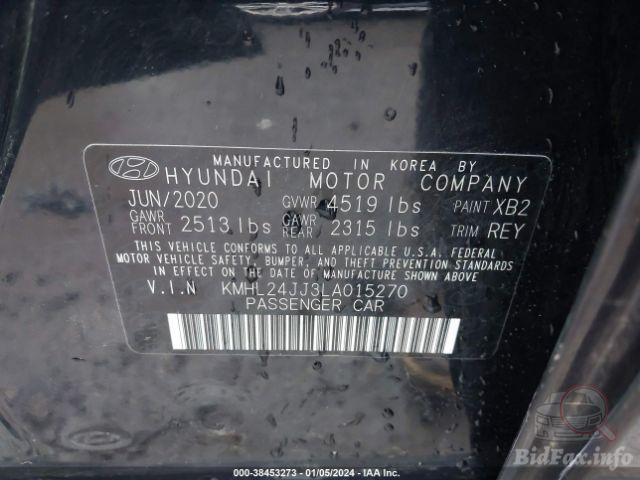 MANUFACTURED IN KOREA BY
HYUNDAI MOTOR COMPANY
JUN/2020 GVWR 4519 lbs PAINT XB2
GAWR FRONT 2513 lbs GAWR REAR 2315 lbs TRIM REY
THIS VEHICLE CONFORMS TO ALL APPLICABLE U.S.A. FEDERAL
MOTOR VEHICLE SAFETY, BUMPER, AND THEFT PREVENTION STANDARDS
IN EFFECT ON THE DATE OF MANUFACTURE SHOWN ABOVE
V.I.N KMHL24JJ3LA015270
PASSENGER CAR
BidFax.info
000 - 38453273 - 01/05/2024 - IAA Inc.